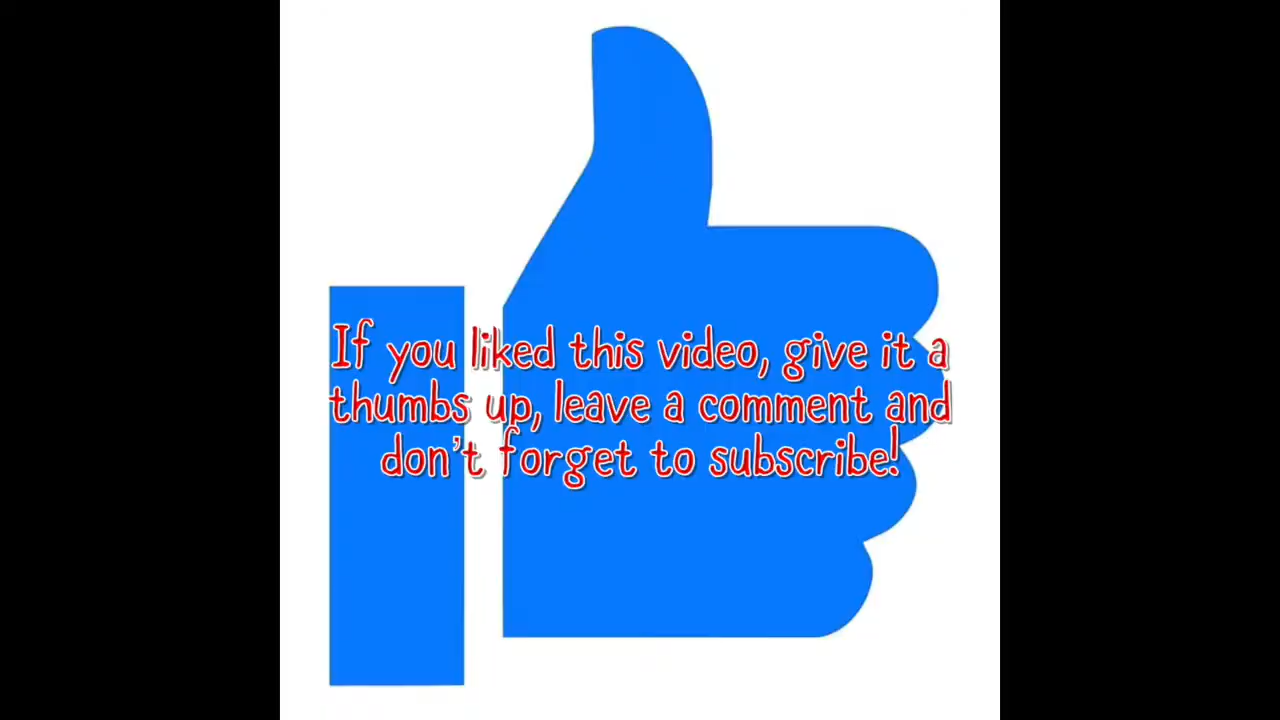 If you liked this video, give it a
thumbs up, leave a comment and
don't forget to subscribe!